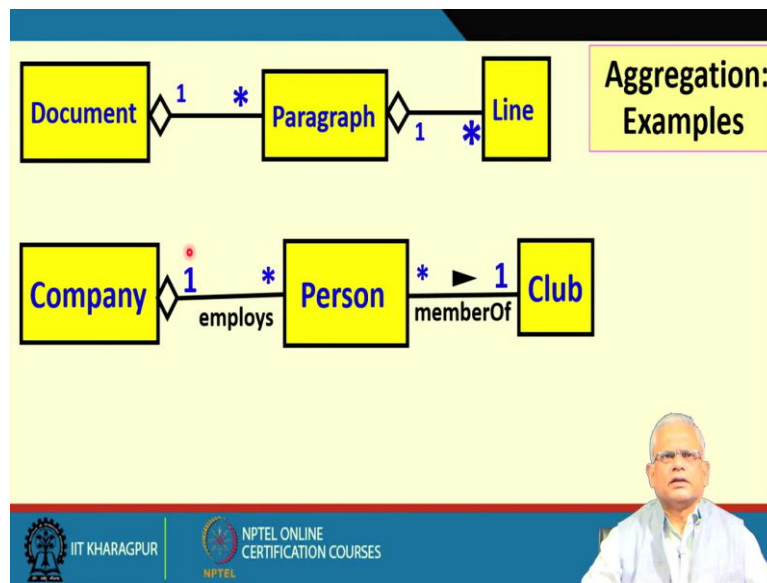 Aggregation:
Examples
Document 1 * Paragraph 1 * Line
Company 1 employs * Person * memberOf 1 Club
IIT KHARAGPUR
NPTEL
NPTEL ONLINE
CERTIFICATION COURSES